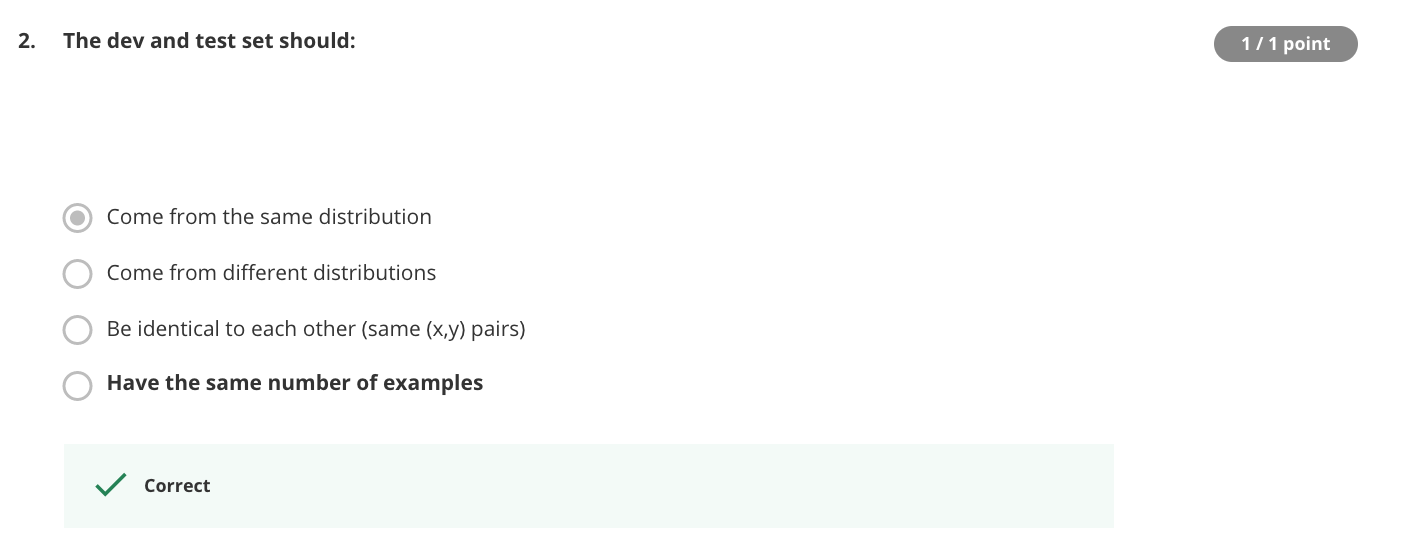 2. The dev and test set should:
1 / 1 point
Come from the same distribution
Come from different distributions
Be identical to each other (same (x,y) pairs)
Have the same number of examples
Correct